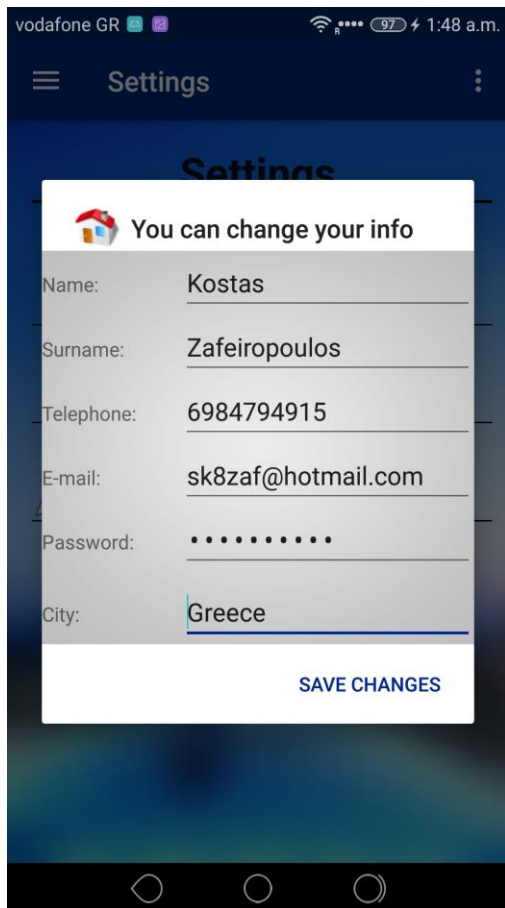 vodafone GR 97 1:48 a.m.
R
Settings
Settings
You can change your info
Name: Kostas
Surname: Zafeiropoulos
Telephone: 6984794915
E-mail: sk8zaf@hotmail.com
Password: ••••••••••
City: Greece
SAVE CHANGES